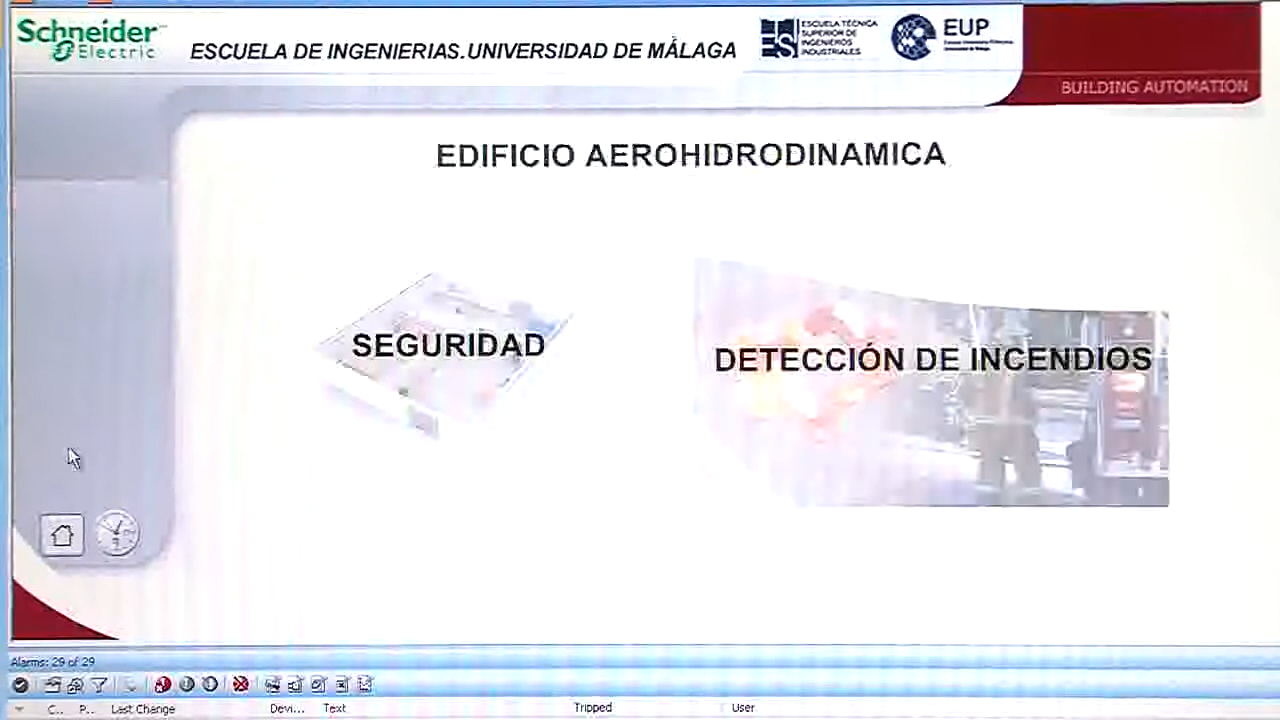 Schneider
Electric
ESCUELA DE INGENIERIAS.UNIVERSIDAD DE MÁLAGA
ESCUELA TÉCNICA
SUPERIOR DE
INGENIEROS
INDUSTRIALES
EUP
BUILDING AUTOMATION
EDIFICIO AEROHIDRODINAMICA
SEGURIDAD
DETECCIÓN DE INCENDIOS
Alarms: 29 of 29
C... P... Last Change Devi... Text Tripped User